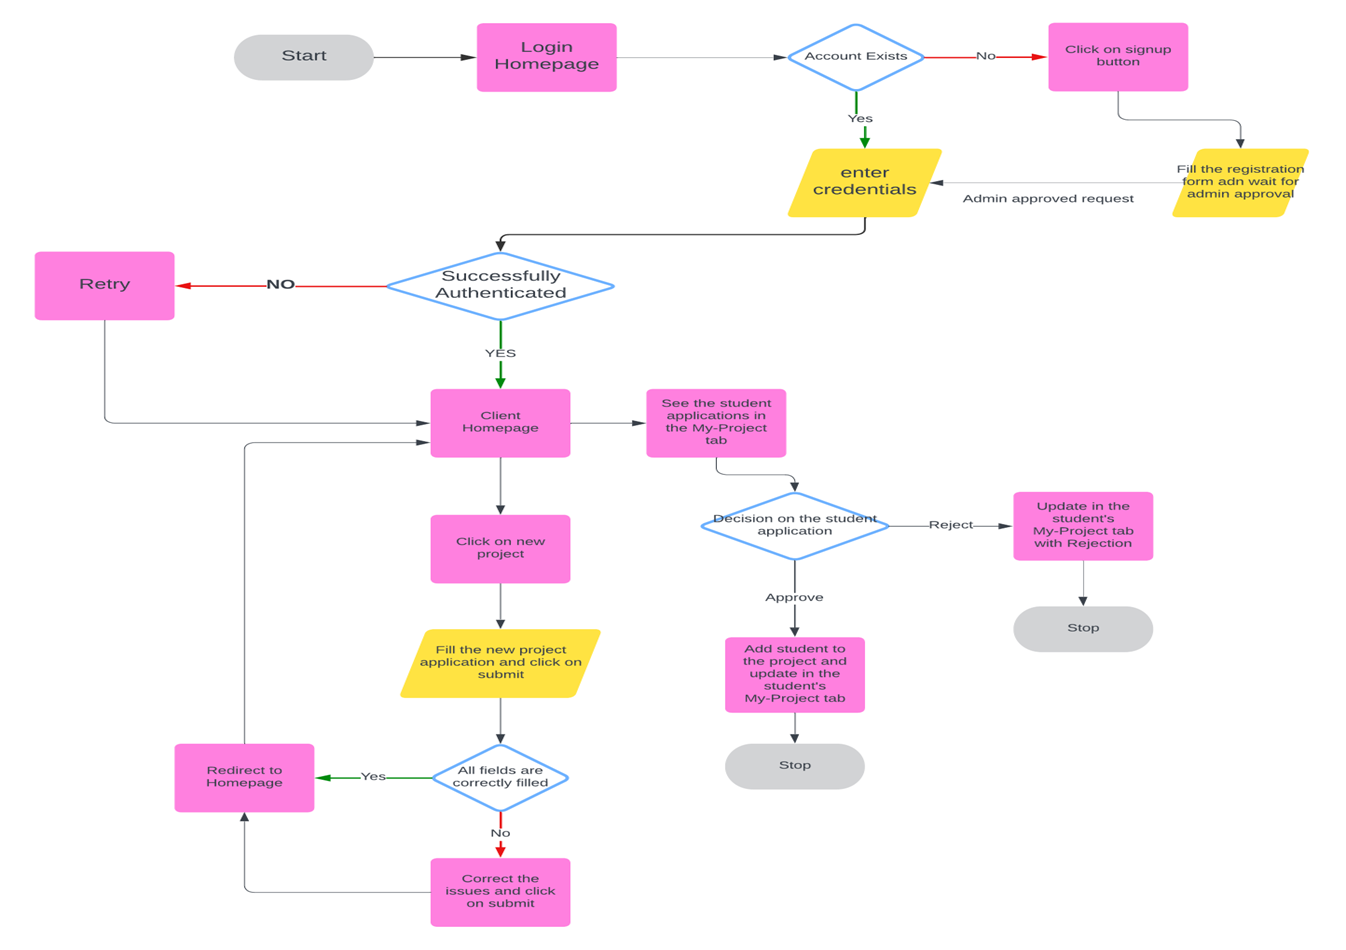 Start
Login
Homepage
Account Exists
No
Click on signup
button
Yes
enter
credentials
Fill the registration
form adn wait for
admin approval
Admin approved request
Retry
NO
Successfully
Authenticated
YES
Client
Homepage
See the student
applications in
the My-Project
tab
Decision on the student
application
Reject
Update in the
student's
My-Project tab
with Rejection
Click on new
project
Approve
Stop
Fill the new project
application and click on
submit
Add student to
the project and
update in the
student's
My-Project tab
Redirect to
Homepage
Yes
All fields are
correctly filled
Stop
No
Correct the
issues and click
on submit